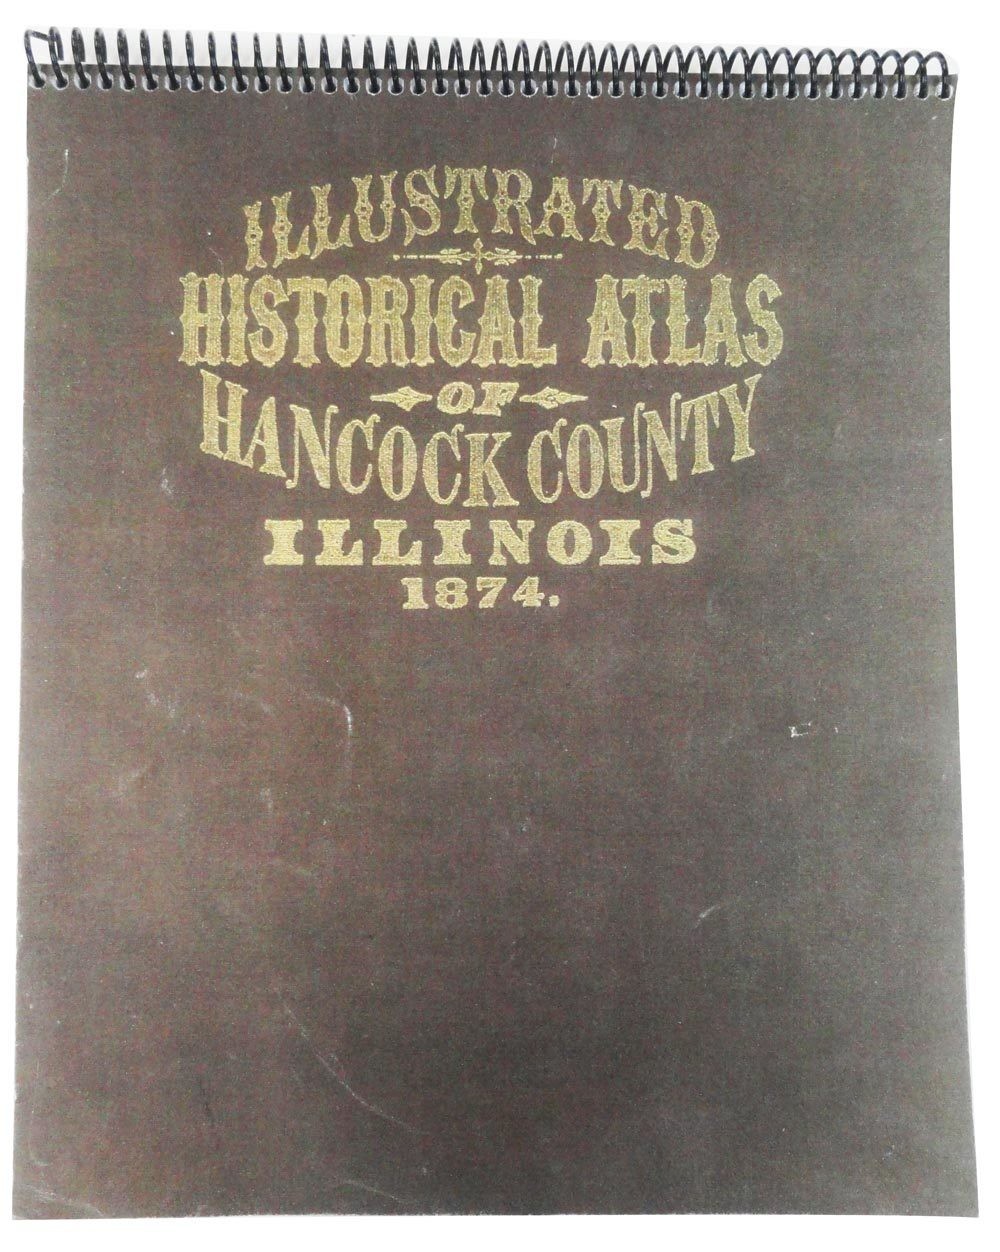 ILLUSTRATED
HISTORICAL ATLAS
OF
HANCOCK COUNTY
ILLINOIS
1874.